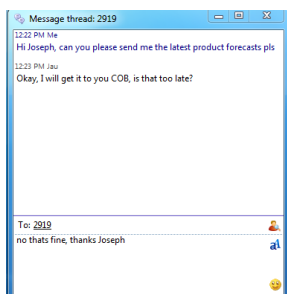 Message thread: 2919
12:22 PM Me
Hi Joseph, can you please send me the latest product forecasts pls
12:23 PM Jau
Okay, I will get it to you COB, is that too late?
To: 2919
no thats fine, thanks Joseph
a